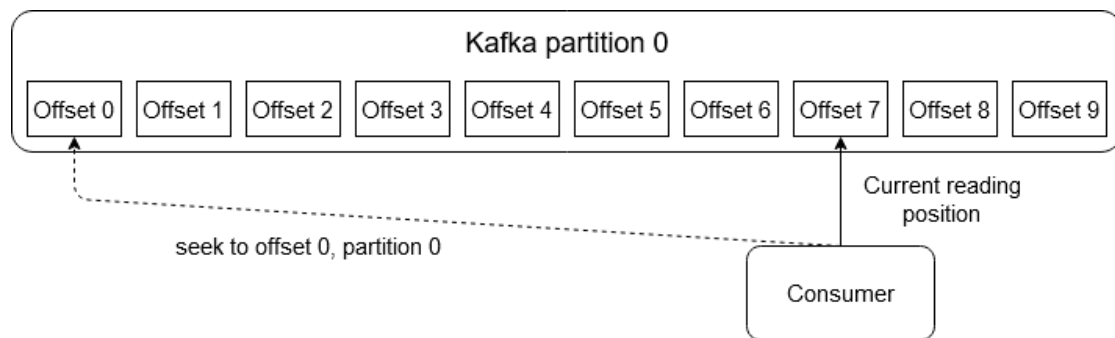 Kafka partition 0
Offset 0
Offset 1
Offset 2
Offset 3
Offset 4
Offset 5
Offset 6
Offset 7
Offset 8
Offset 9
Current reading
position
seek to offset 0, partition 0
Consumer